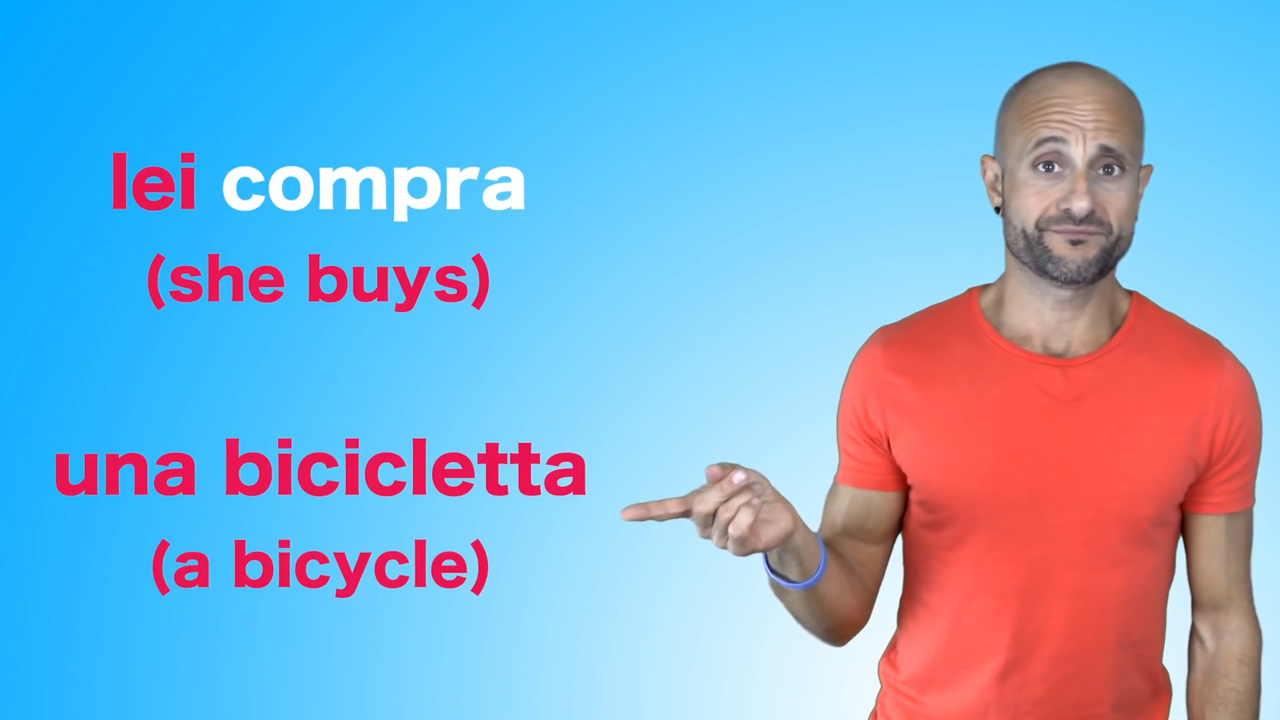 lei compra
(she buys)
una bicicletta
(a bicycle)